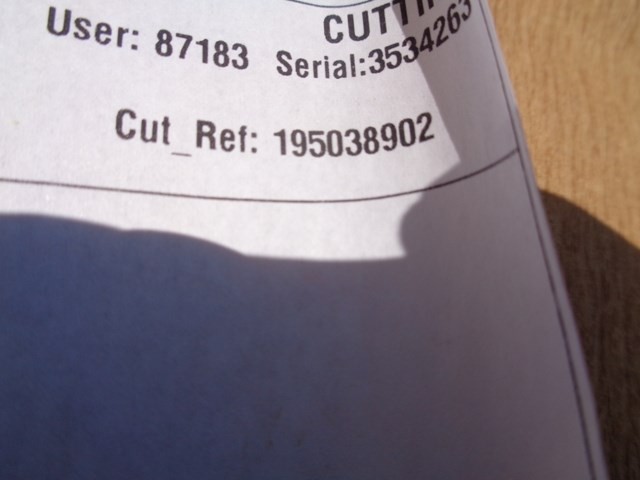 User: 87183
Serial:3534263
Cut_Ref: 195038902